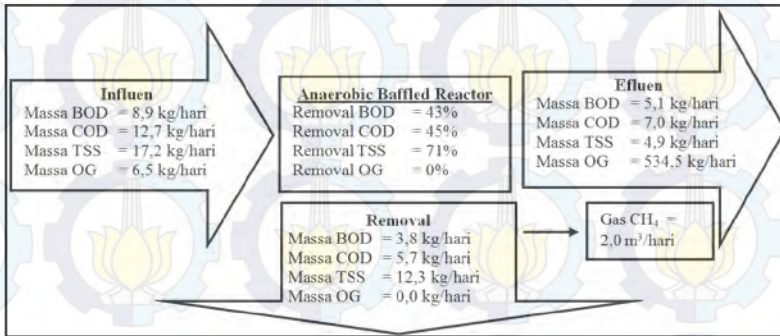 Influen
Massa BOD = 8,9 kg/hari
Massa COD = 12,7 kg/hari
Massa TSS = 17,2 kg/hari
Massa OG = 6,5 kg/hari
Anaerobic Baffled Reactor
Removal BOD = 43%
Removal COD = 45%
Removal TSS = 71%
Removal OG = 0%
Efluen
Massa BOD = 5,1 kg/hari
Massa COD = 7,0 kg/hari
Massa TSS = 4,9 kg/hari
Massa OG = 534,5 kg/hari
Removal
Massa BOD = 3,8 kg/hari
Massa COD = 5,7 kg/hari
Massa TSS = 12,3 kg/hari
Massa OG = 0,0 kg/hari
Gas CH₄ =
2,0 m³/hari